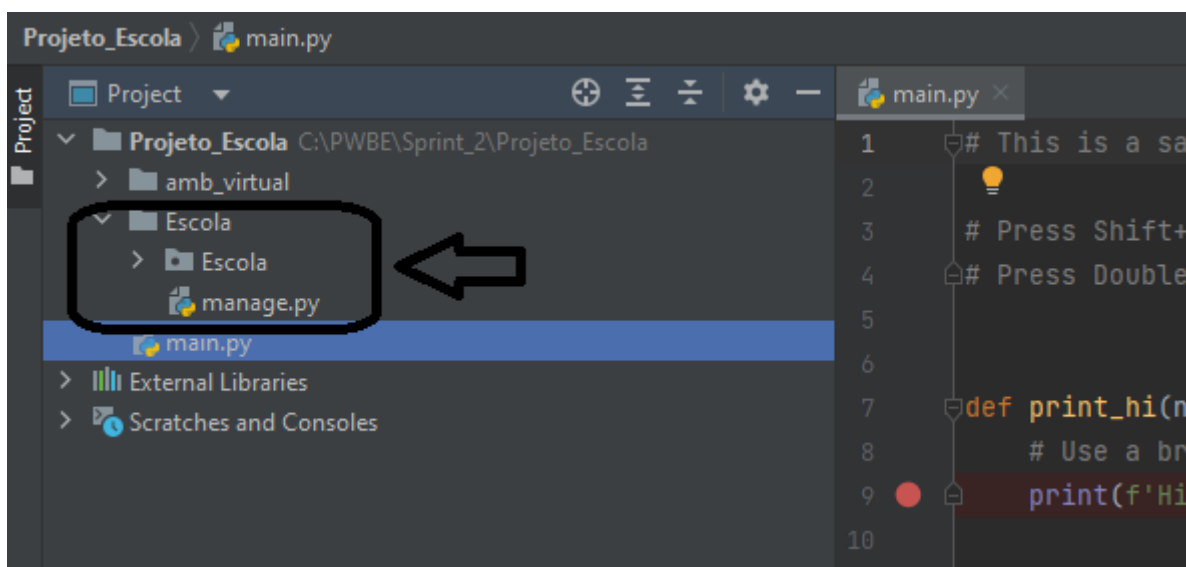 Projeto_Escola main.py
Project
Project
main.py
Projeto_Escola C:\PWBE\Sprint_2\Projeto_Escola
amb_virtual
Escola
Escola
manage.py
main.py
External Libraries
Scratches and Consoles
1 # This is a sa
2
3 # Press Shift+
4 # Press Double
5
6
7 def print_hi(n
8 # Use a br
9 print(f'Hi
10